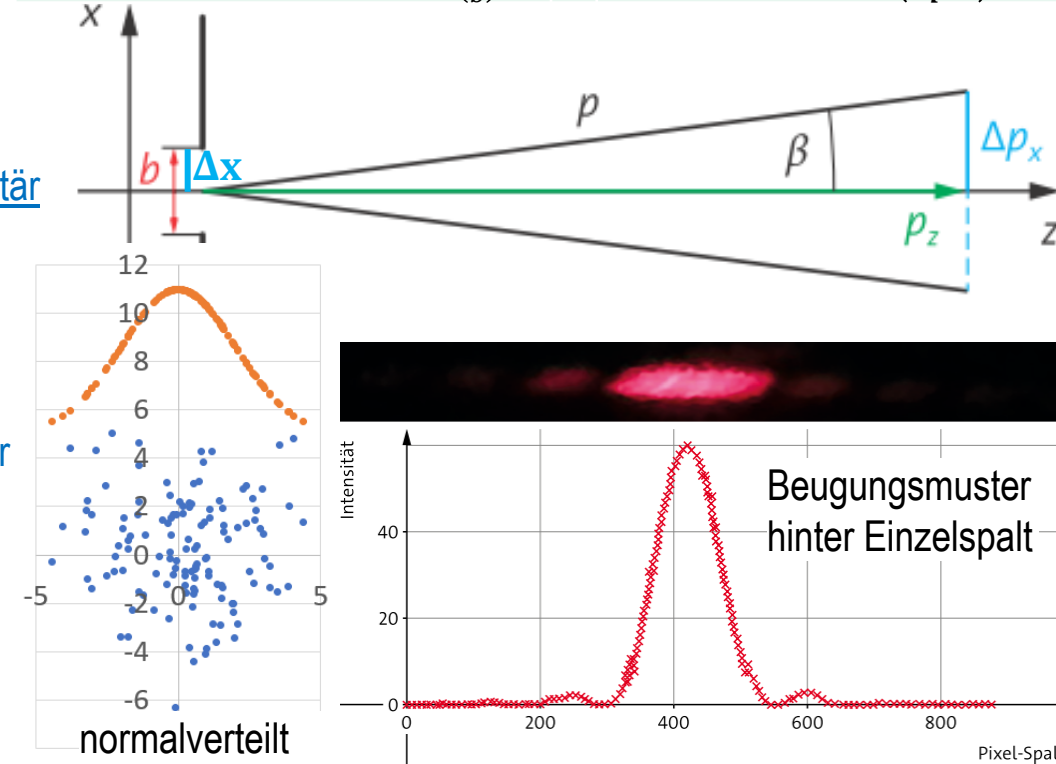 x
p
β
Δpₓ
b
Δx
tär
p_z
z
12
10
8
6
4
2
0
-5
-2
0
5
-4
-6
r
normalverteilt
Intensität
Beugungsmuster
hinter Einzelspalt
40
20
0
0
200
400
600
800
Pixel-Spal